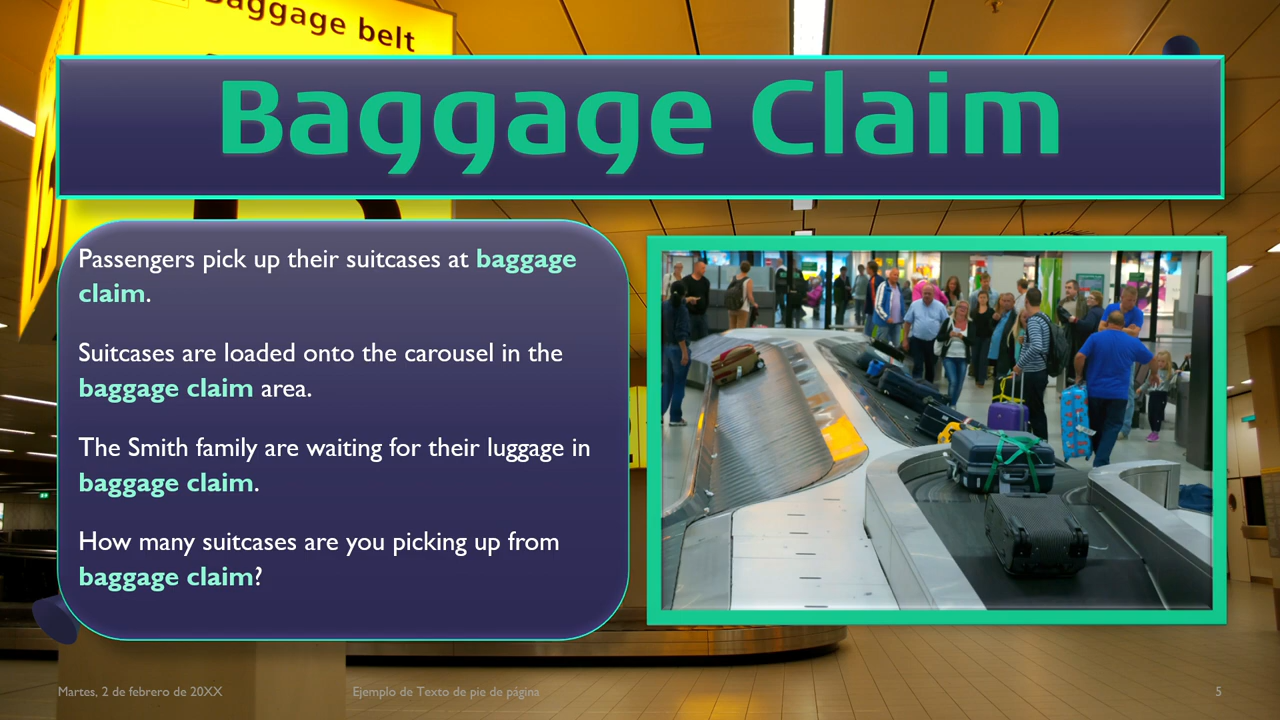 Baggage belt
Baggage Claim
Passengers pick up their suitcases at baggage
claim.
Suitcases are loaded onto the carousel in the
baggage claim area.
The Smith family are waiting for their luggage in
baggage claim.
How many suitcases are you picking up from
baggage claim?
Martes, 2 de febrero de 20XX
Ejemplo de Texto de pie de página
5